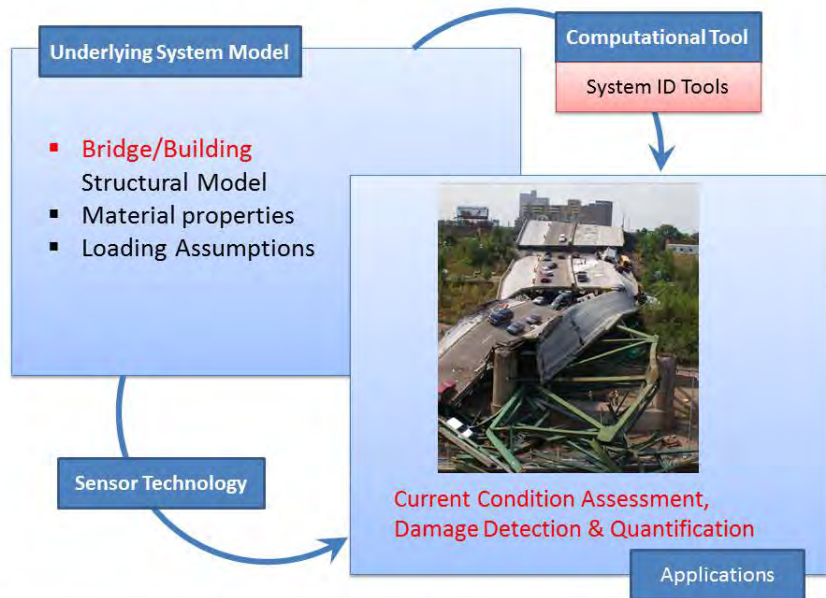 Underlying System Model
Computational Tool
System ID Tools
▪ Bridge/Building
Structural Model
▪ Material properties
▪ Loading Assumptions
Sensor Technology
Current Condition Assessment,
Damage Detection & Quantification
Applications